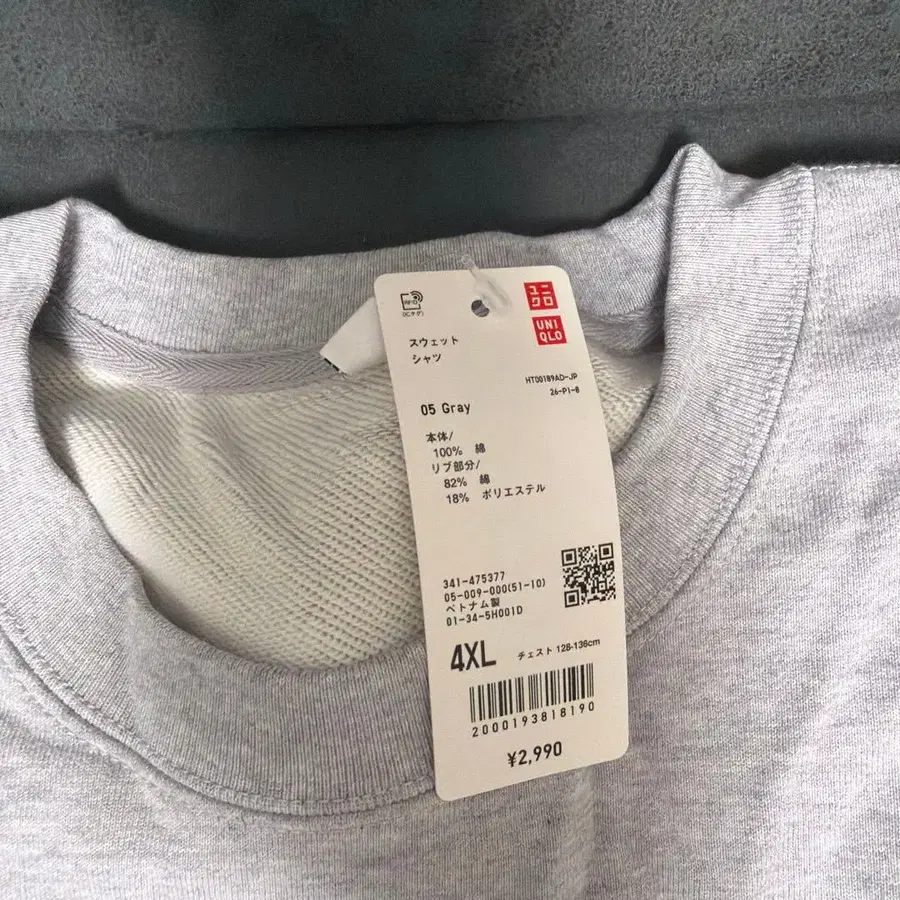 RFID
(ICタグ)
ユニ
クロ
UNI
QLO
スウェット
シャツ
HT00189AD-JP
26-P1-8
05 Gray
本体/
100% 綿
リブ部分/
82% 綿
18% ポリエステル
341-475377
05-009-000(51-10)
ベトナム製
01-34-5H001D
4XL チェスト 128-136cm
2000193818190
¥2,990